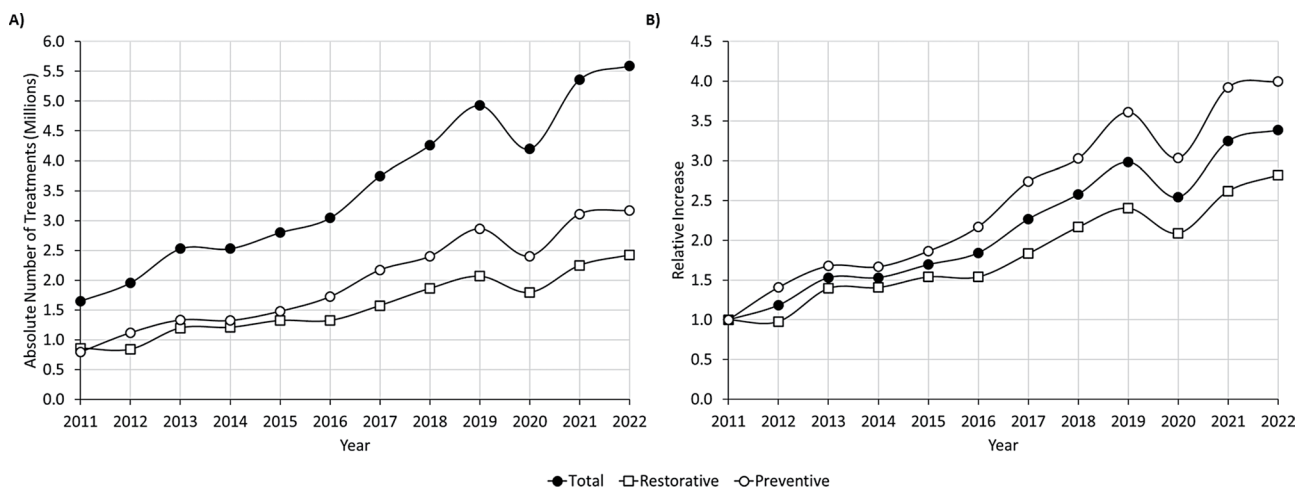 A)
Absolute Number of Treatments (Millions)
6.0
5.5
5.0
4.5
4.0
3.5
3.0
2.5
2.0
1.5
1.0
0.5
0.0
2011 2012 2013 2014 2015 2016 2017 2018 2019 2020 2021 2022
Year
B)
Relative Increase
4.5
4.0
3.5
3.0
2.5
2.0
1.5
1.0
0.5
0.0
2011 2012 2013 2014 2015 2016 2017 2018 2019 2020 2021 2022
Year
Total Restorative Preventive